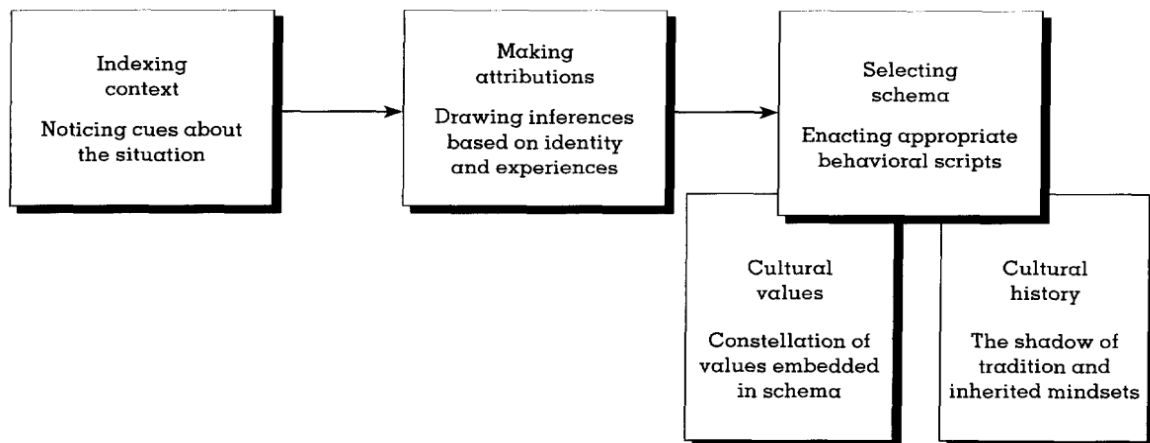 Indexing
context
Noticing cues about
the situation
Making
attributions
Drawing inferences
based on identity
and experiences
Selecting
schema
Enacting appropriate
behavioral scripts
Cultural
values
Constellation of
values embedded
in schema
Cultural
history
The shadow of
tradition and
inherited mindsets